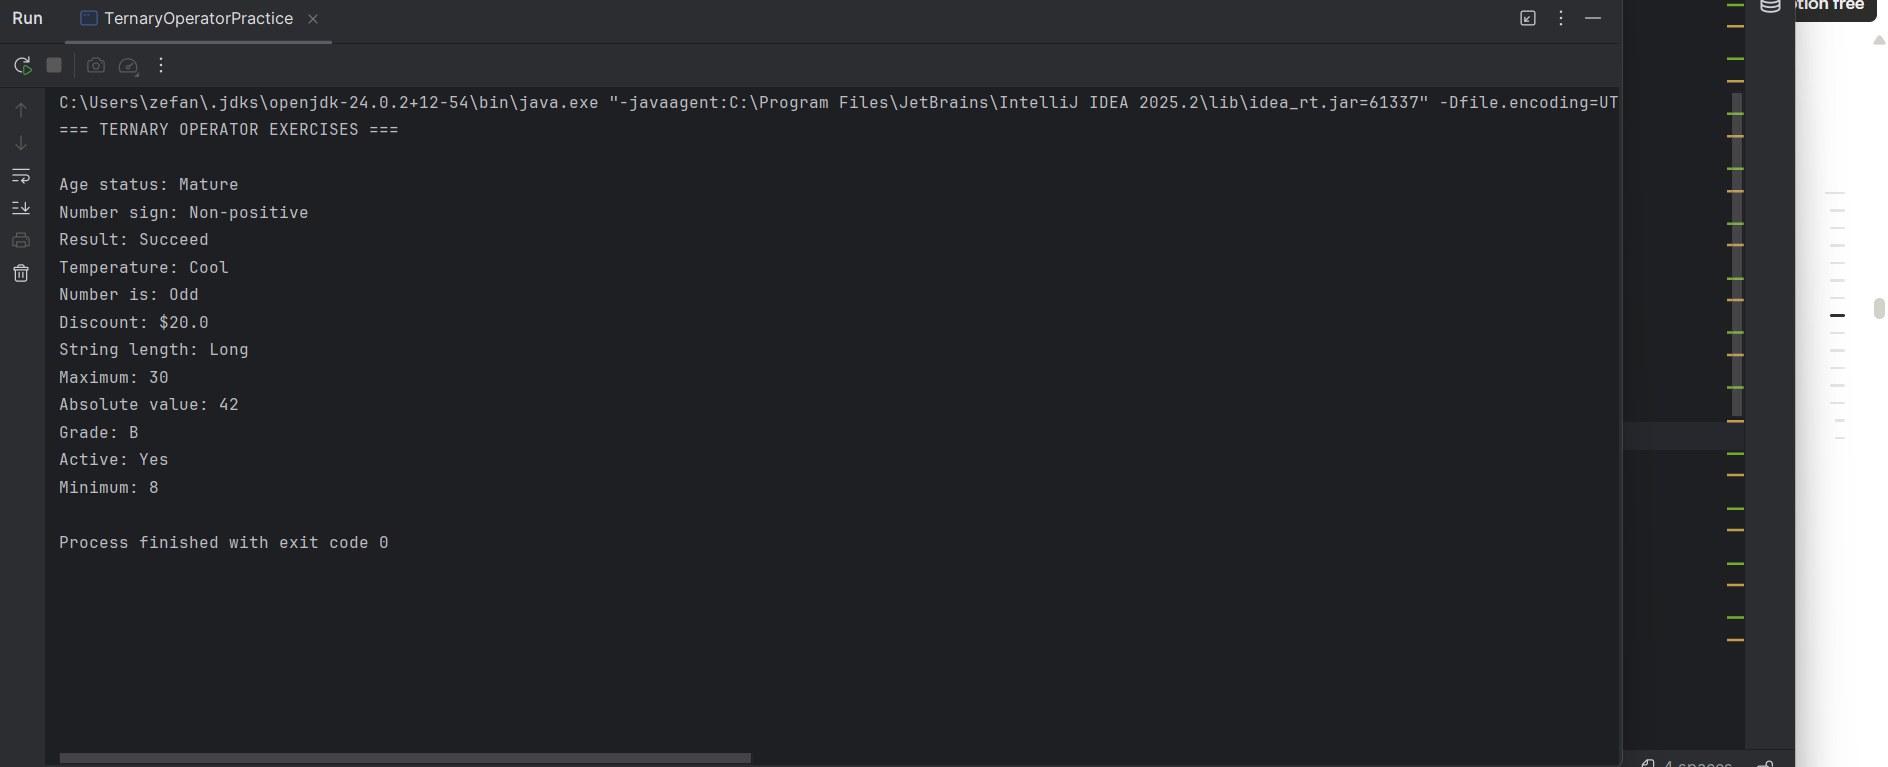 Run
TernaryOperatorPractice
tion free
C:\Users\zefan\.jdks\openjdk-24.0.2+12-54\bin\java.exe "-javaagent:C:\Program Files\JetBrains\IntelliJ IDEA 2025.2\lib\idea_rt.jar=61337" -Dfile.encoding=UT
=== TERNARY OPERATOR EXERCISES ===
Age status: Mature
Number sign: Non-positive
Result: Succeed
Temperature: Cool
Number is: Odd
Discount: $20.0
String length: Long
Maximum: 30
Absolute value: 42
Grade: B
Active: Yes
Minimum: 8
Process finished with exit code 0
4 spaces